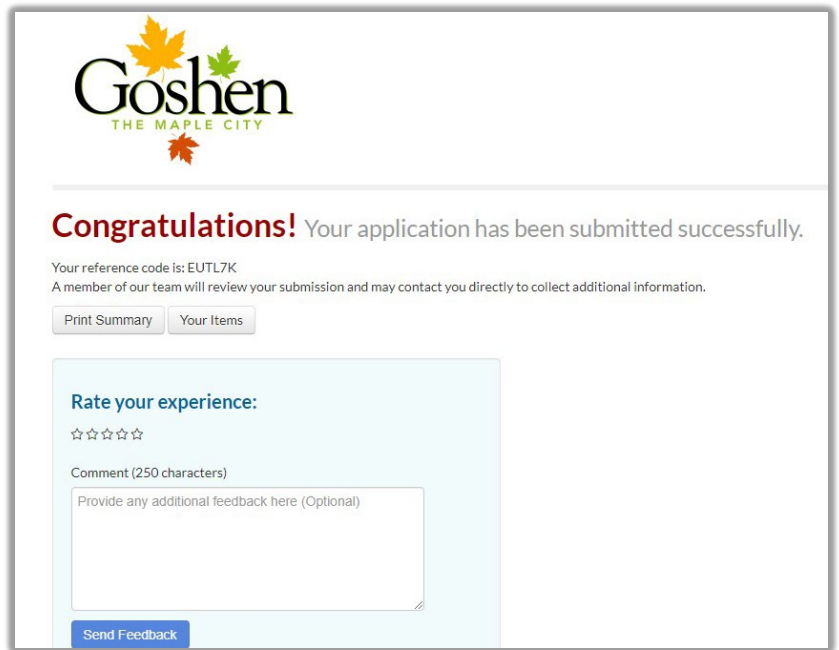 Goshen
THE MAPLE CITY
Congratulations! Your application has been submitted successfully.
Your reference code is: EUTL7K
A member of our team will review your submission and may contact you directly to collect additional information.
Print Summary Your Items
Rate your experience:
Comment (250 characters)
Provide any additional feedback here (Optional)
Send Feedback